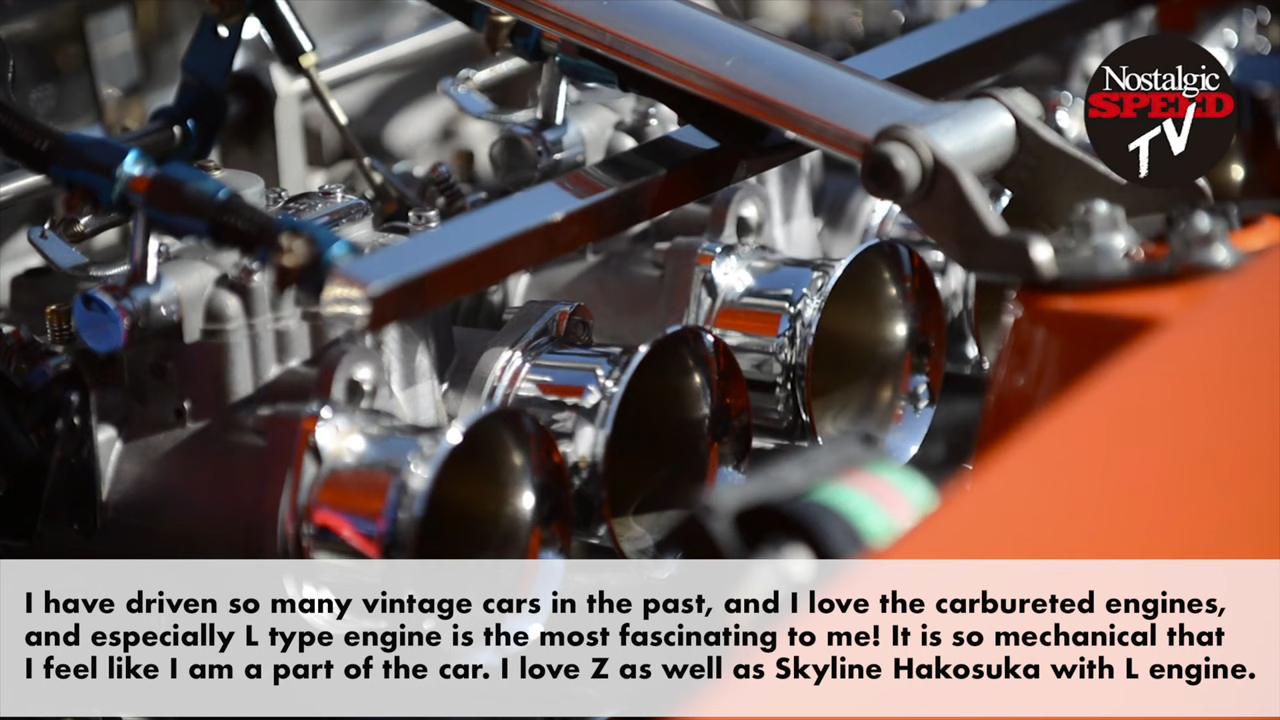 Nostalgic
SPEED
TV
I have driven so many vintage cars in the past, and I love the carbureted engines,
and especially L type engine is the most fascinating to me! It is so mechanical that
I feel like I am a part of the car. I love Z as well as Skyline Hakosuka with L engine.